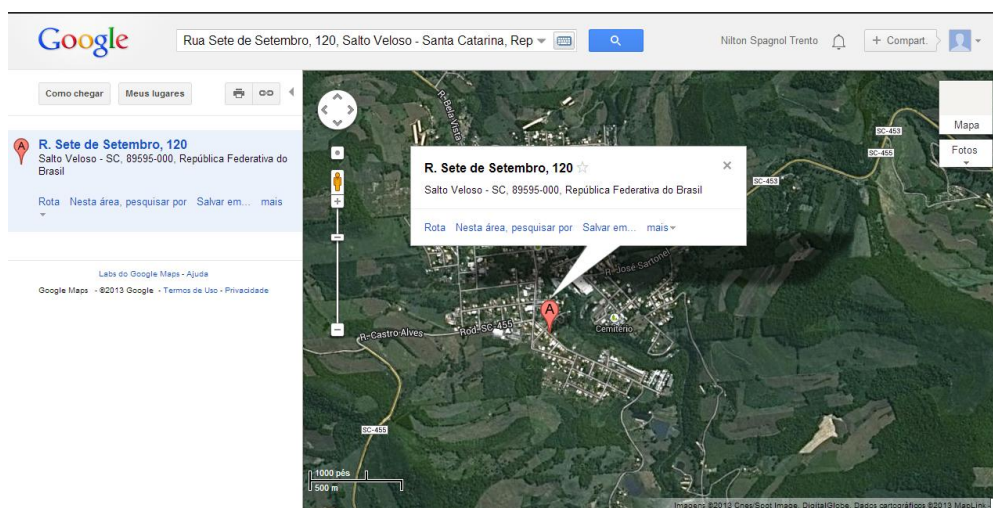 Google
Rua Sete de Setembro, 120, Salto Veloso - Santa Catarina, Rep
Nilton Spagnol Trento
+ Compart.
Como chegar
Meus lugares
A
R. Sete de Setembro, 120
Salto Veloso - SC, 89595-000, República Federativa do
Brasil
Rota Nesta área, pesquisar por Salvar em... mais
Labs do Google Maps - Ajuda
Google Maps - ©2013 Google - Termos de Uso - Privacidade
Mapa
Fotos
R. Sete de Setembro, 120
Salto Veloso - SC, 89595-000, República Federativa do Brasil
Rota Nesta área, pesquisar por Salvar em... mais
R-Bela Vista
SC-453
SC-455
SC-453
R-José-Sartorel
A
Cemitério
R-Castro-Alves
Rod-SC-455
SC-455
1000 pés
500 m
Imagens ©2013 Cnes/Spot Image, DigitalGlobe, Dados cartográficos ©2013 MapLink -